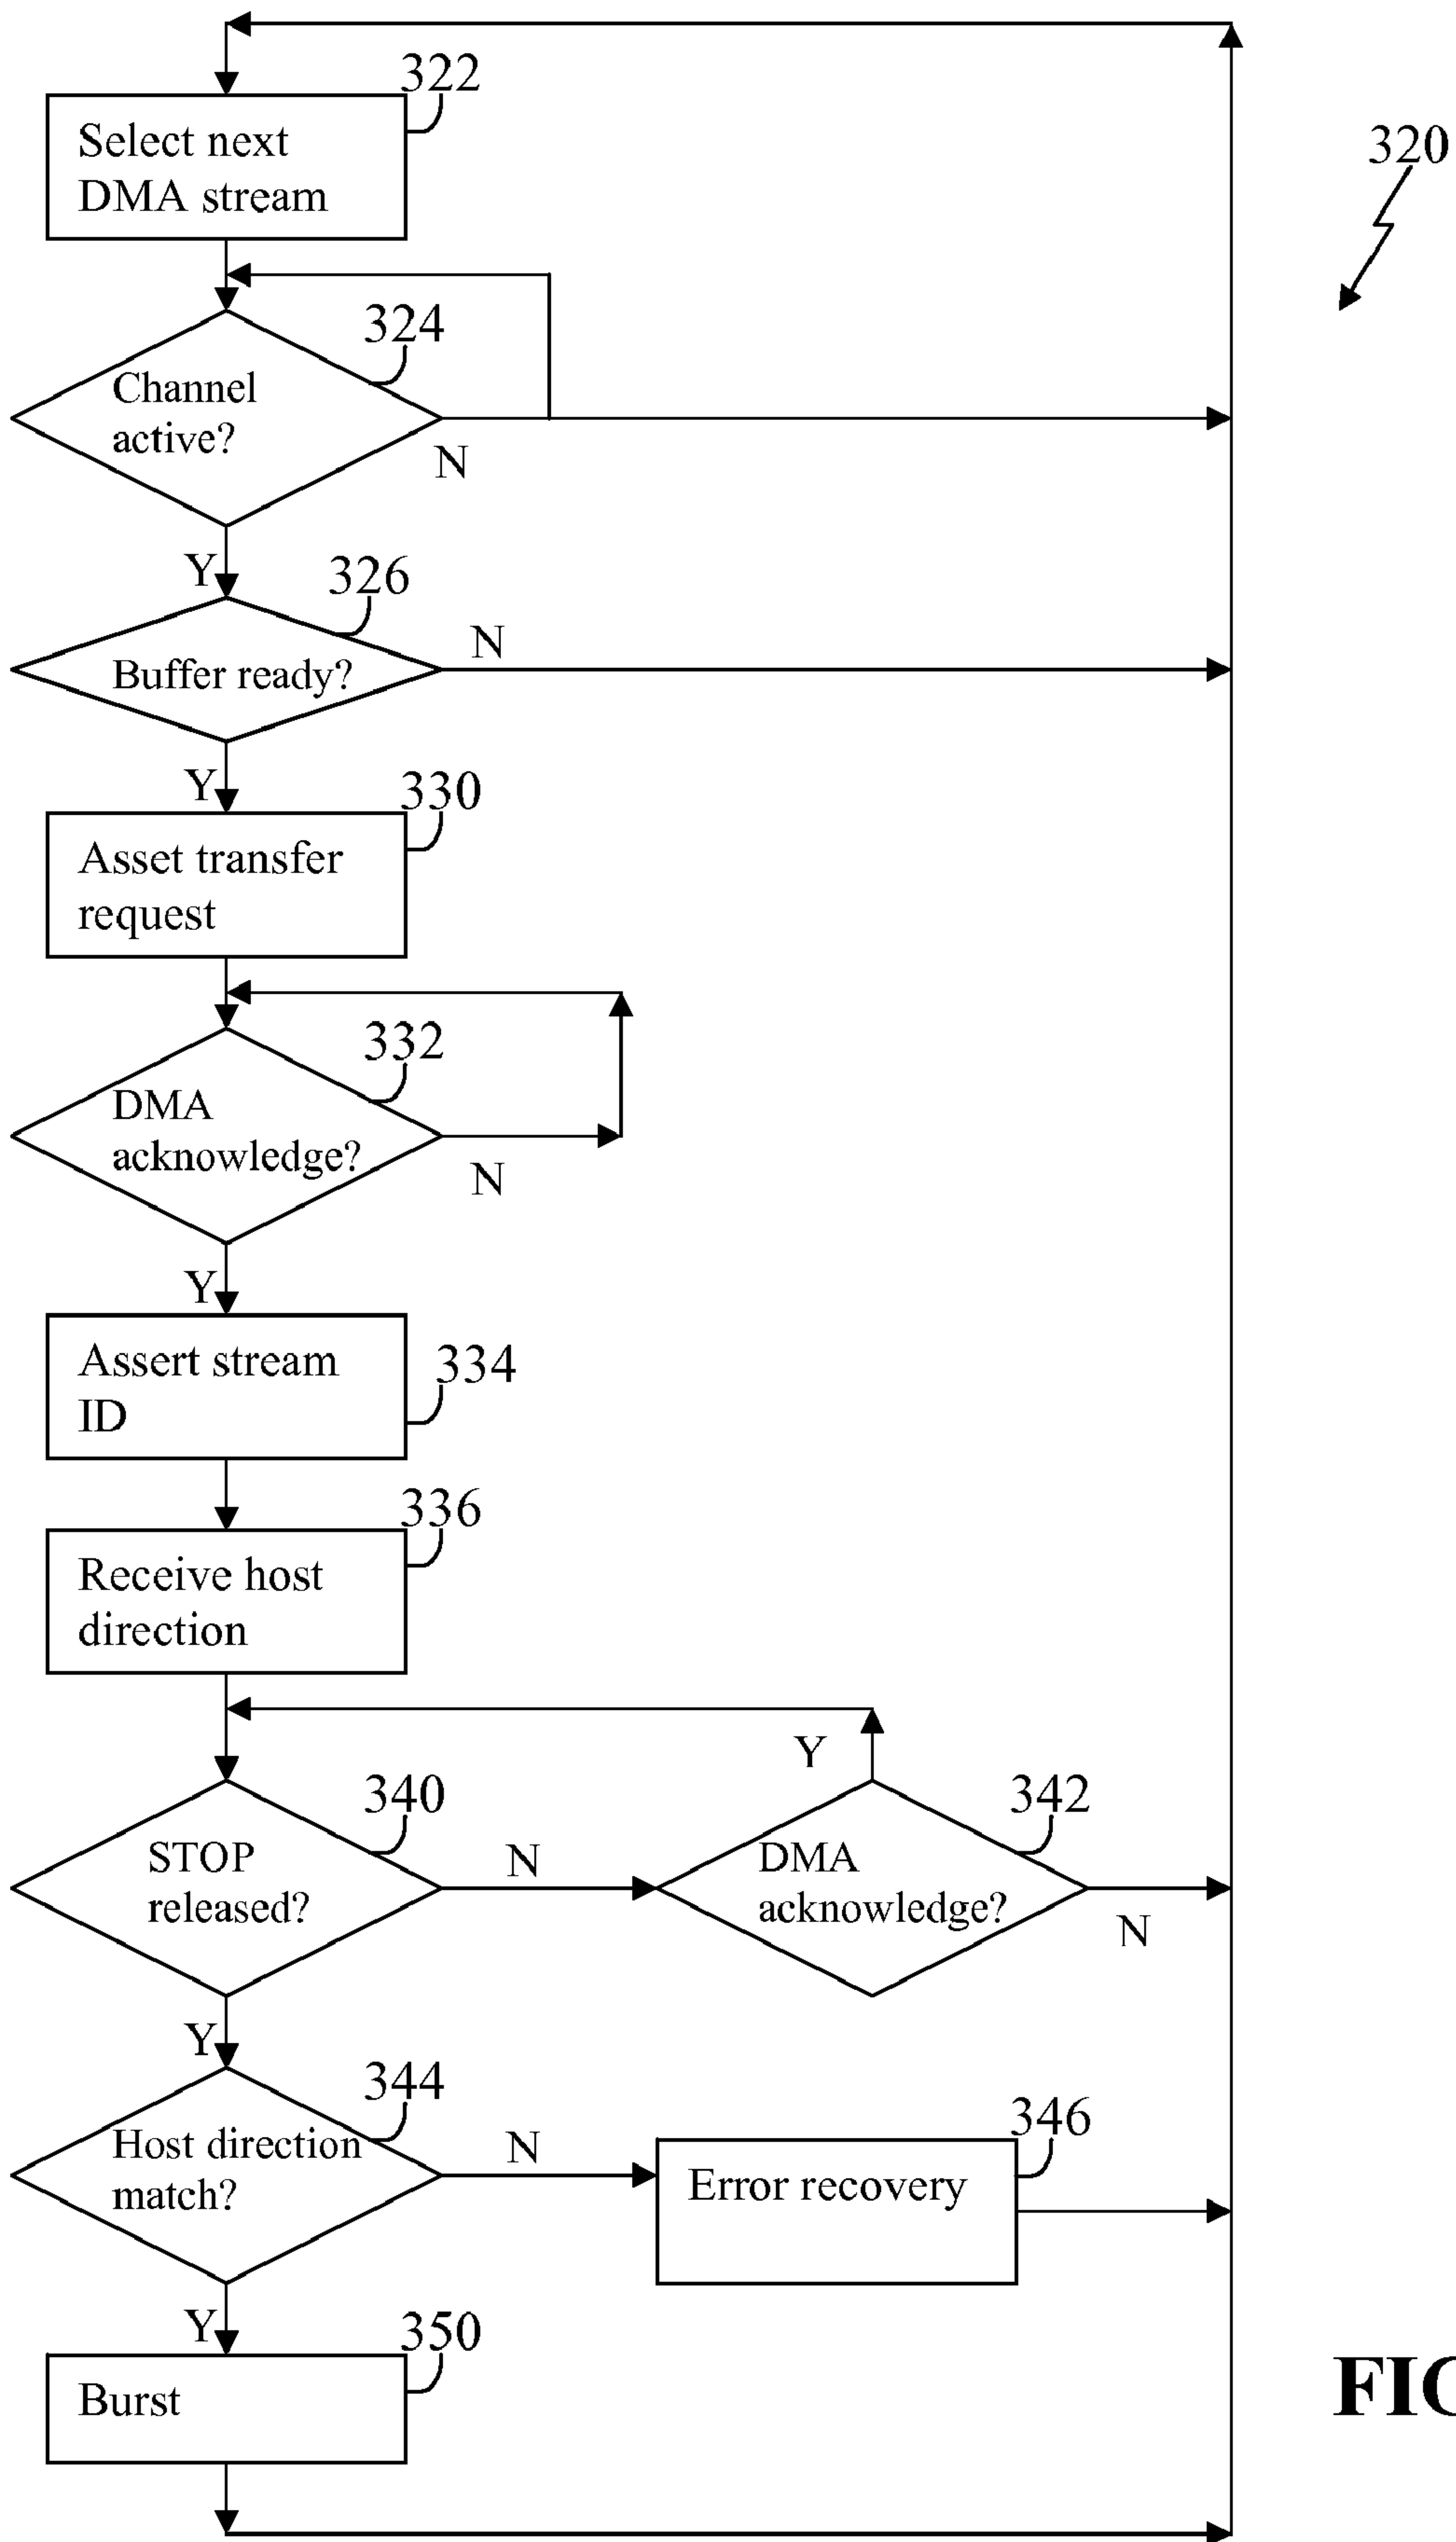 322
Select next
DMA stream
320
324
Channel
active?
N
Y
326
N
Buffer ready?
Y
330
Asset transfer
request
332
DMA
acknowledge?
N
Y
Assert stream
ID
334
336
Receive host
direction
Y
340
342
STOP
released?
N
DMA
acknowledge?
N
Y
344
346
Host direction
match?
N
Error recovery
Y
350
Burst